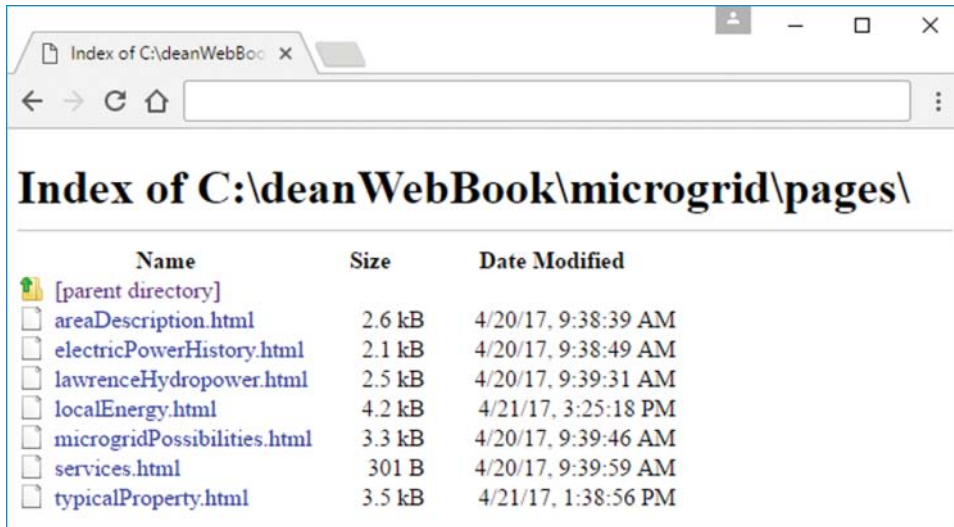 Index of C:\deanWebBoo
Index of C:\deanWebBook\microgrid\pages\
Name Size Date Modified
[parent directory]
areaDescription.html 2.6 kB 4/20/17, 9:38:39 AM
electricPowerHistory.html 2.1 kB 4/20/17, 9:38:49 AM
lawrenceHydropower.html 2.5 kB 4/20/17, 9:39:31 AM
localEnergy.html 4.2 kB 4/21/17, 3:25:18 PM
microgridPossibilities.html 3.3 kB 4/20/17, 9:39:46 AM
services.html 301 B 4/20/17, 9:39:59 AM
typicalProperty.html 3.5 kB 4/21/17, 1:38:56 PM